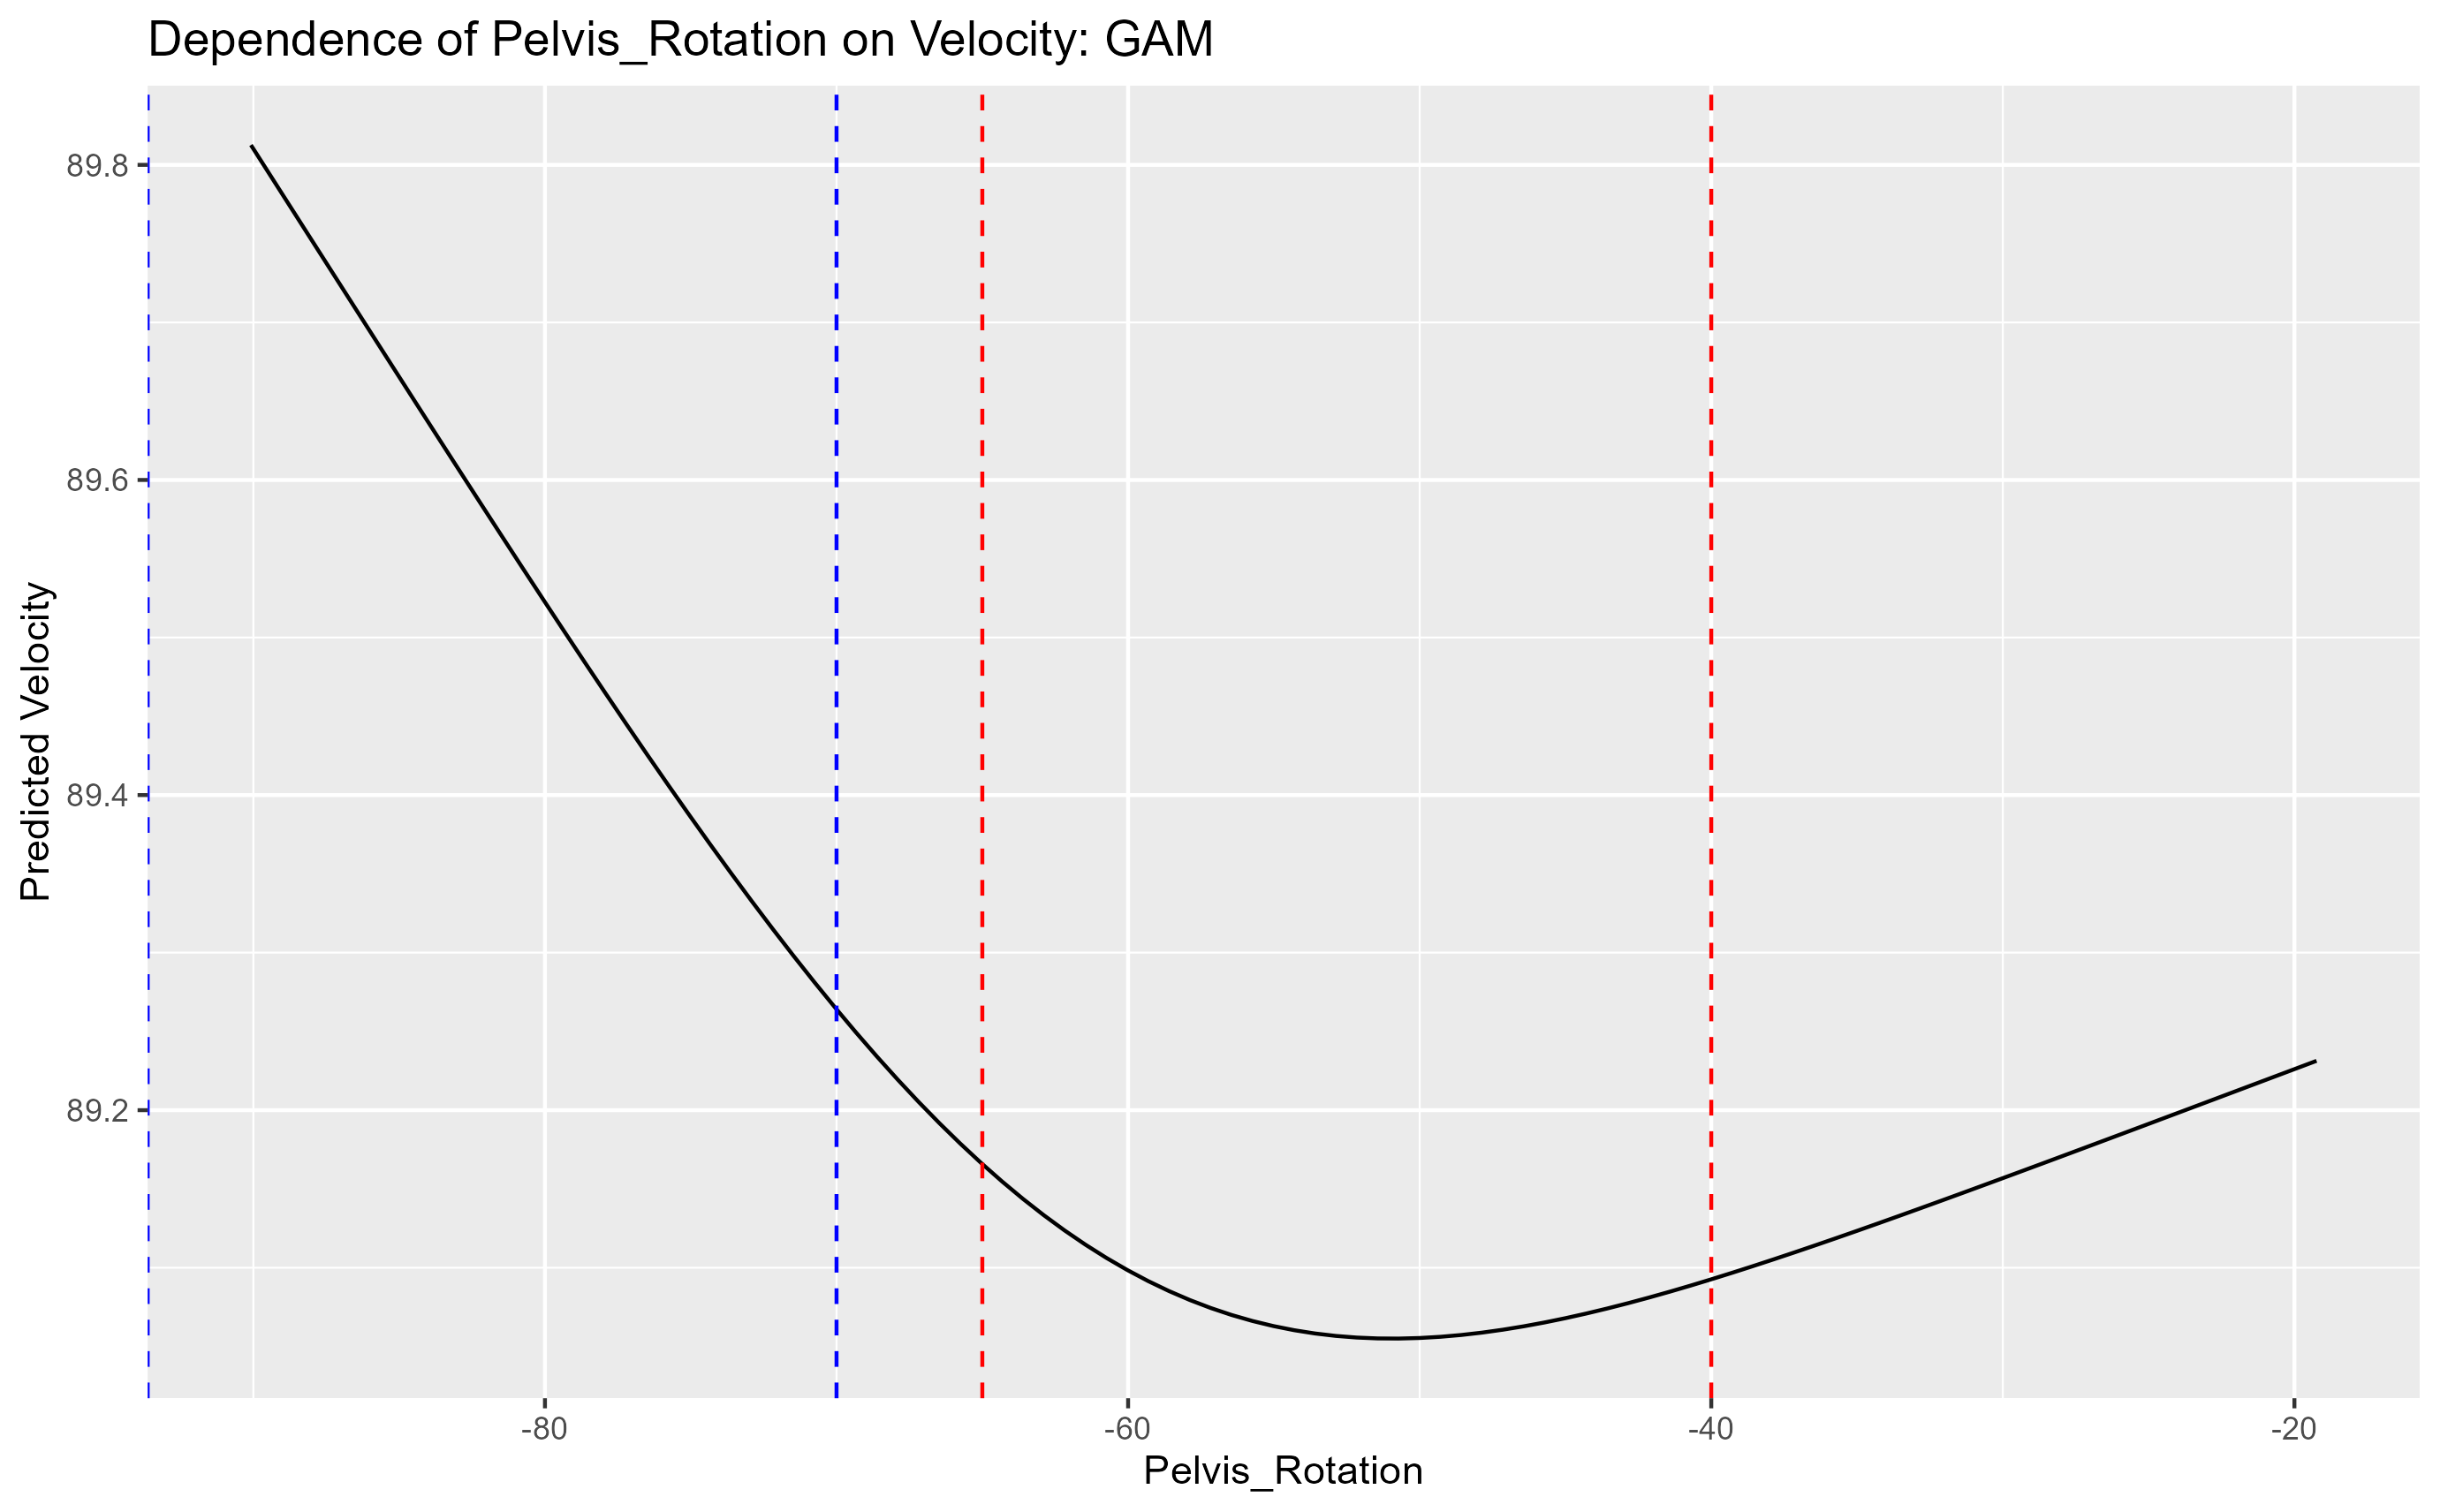 Dependence of Pelvis_Rotation on Velocity: GAM
89.8
89.6
89.4
89.2
Predicted Velocity
-80
-60
-40
-20
Pelvis_Rotation